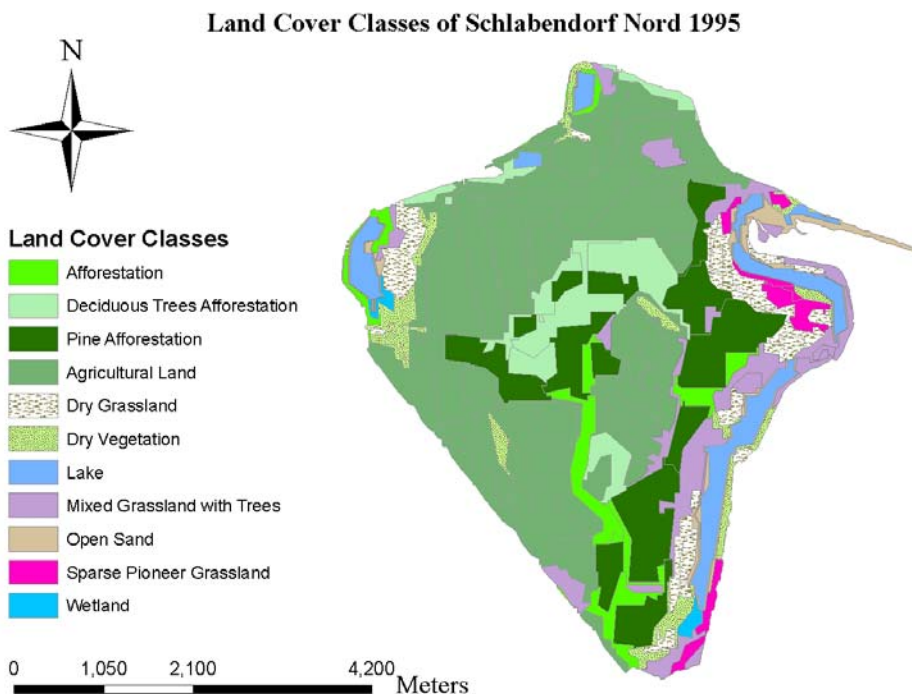 Land Cover Classes of Schlabendorf Nord 1995
N
Land Cover Classes
Afforestation
Deciduous Trees Afforestation
Pine Afforestation
Agricultural Land
Dry Grassland
Dry Vegetation
Lake
Mixed Grassland with Trees
Open Sand
Sparse Pioneer Grassland
Wetland
0 1,050 2,100 4,200
Meters